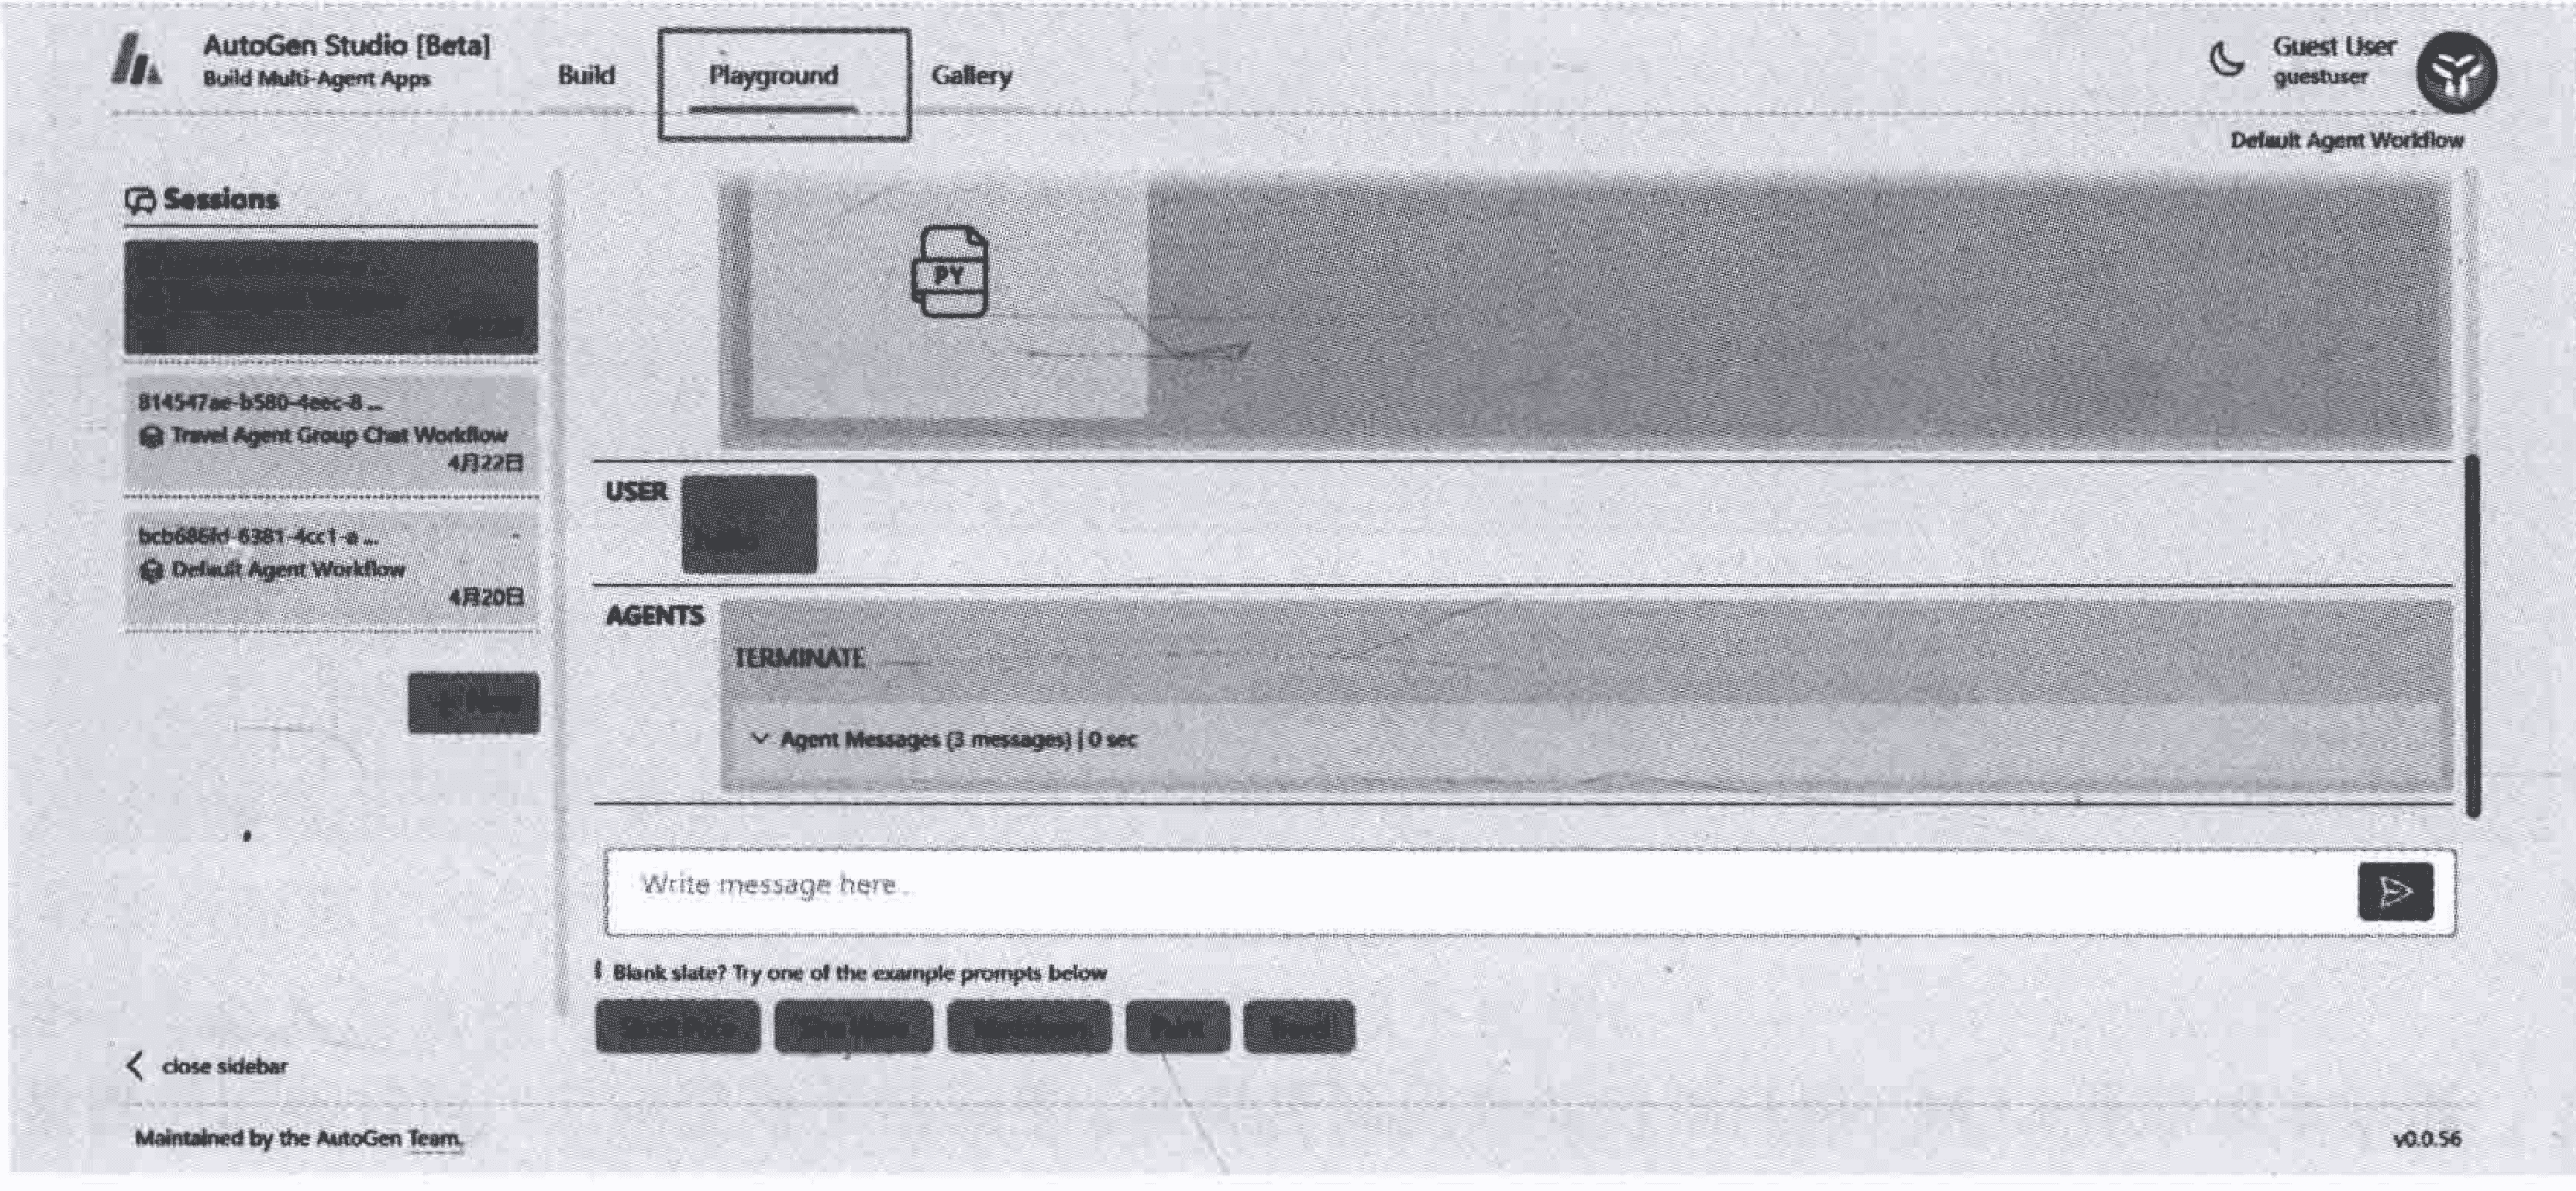 AutoGen Studio [Beta]
Build Multi-Agent Apps
Build
Playground
Gallery
Guest User
guestuser
Default Agent Workflow
Sessions
814547ae-b580-4eec-8 ...
Travel Agent Group Chat Workflow
4月22日
bcb686fd-6381-4cc1-a ...
Default Agent Workflow
4月20日
New
close sidebar
PY
USER
AGENTS
TERMINATE
Agent Messages (3 messages) | 0 sec
Write message here
Blank slate? Try one of the example prompts below
Paint
Travel
Maintained by the AutoGen Team.
v0.0.56